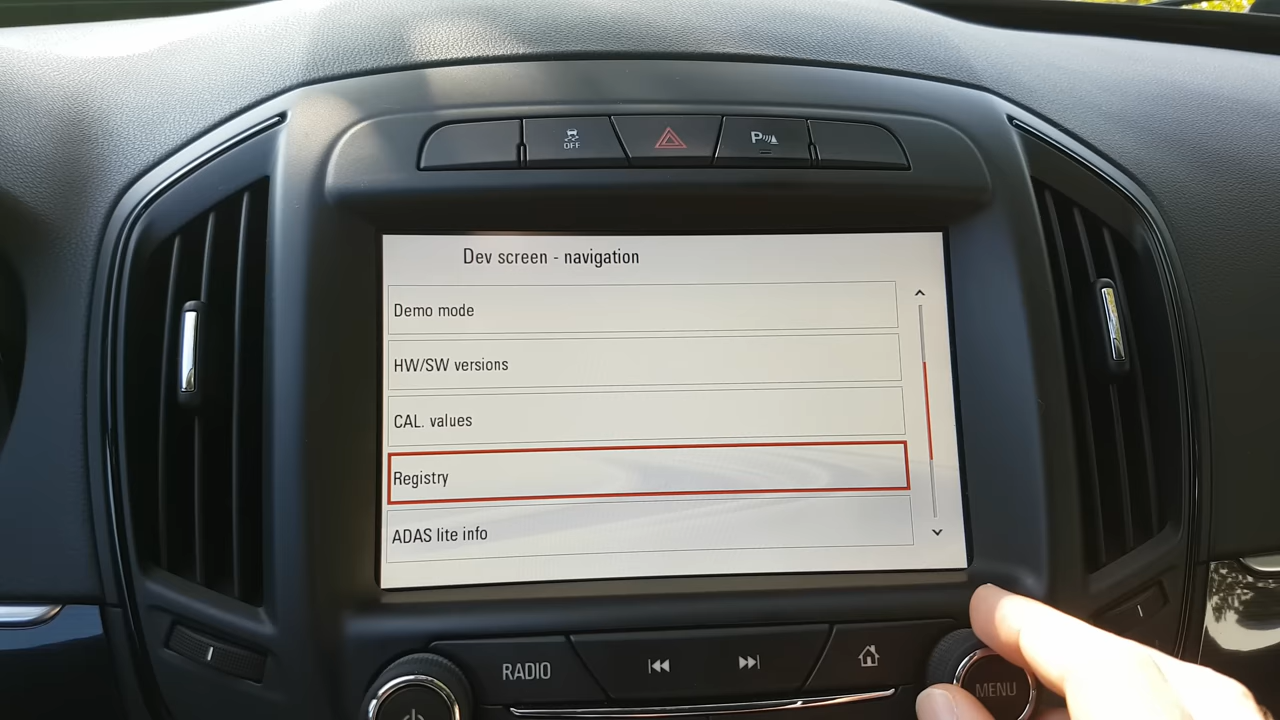 OFF
P
Dev screen - navigation
Demo mode
HW/SW versions
CAL. values
Registry
ADAS lite info
RADIO
MENU